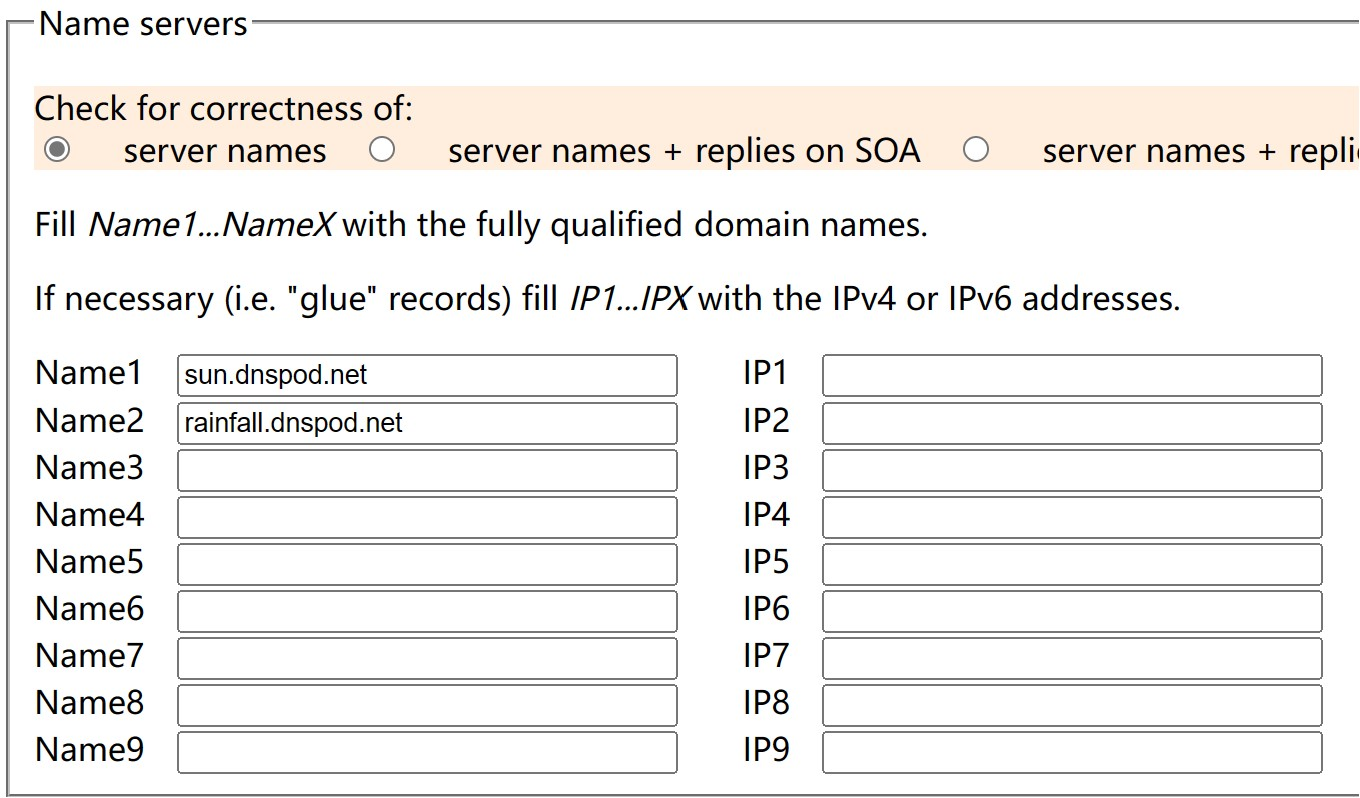 Name servers
Check for correctness of:
server names server names + replies on SOA server names + replie
Fill Name1...NameX with the fully qualified domain names.
If necessary (i.e. "glue" records) fill IP1...IPX with the IPv4 or IPv6 addresses.
Name1 sun.dnspod.net IP1
Name2 rainfall.dnspod.net IP2
Name3 IP3
Name4 IP4
Name5 IP5
Name6 IP6
Name7 IP7
Name8 IP8
Name9 IP9